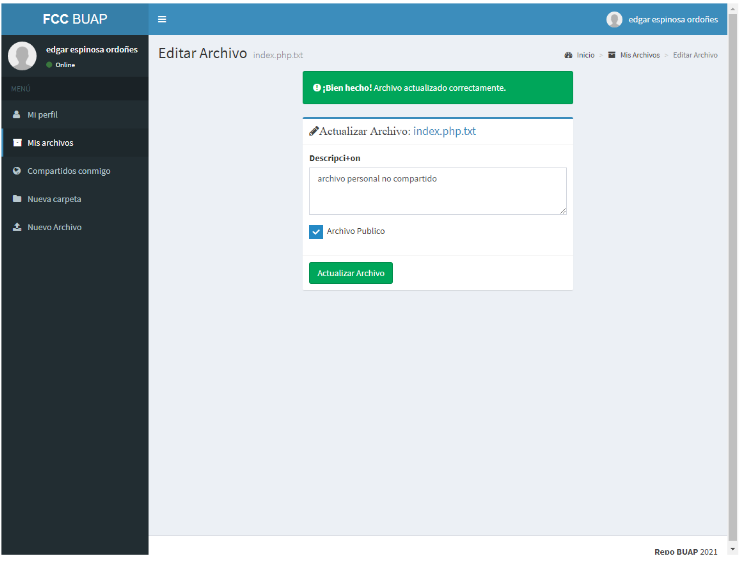 FCC BUAP
edgar espinosa ordoñes
edgar espinosa ordoñes
Online
MENÚ
Mi perfil
Mis archivos
Compartidos conmigo
Nueva carpeta
Nuevo Archivo
Editar Archivo index.php.txt
Inicio > Mis Archivos > Editar Archivo
¡Bien hecho! Archivo actualizado correctamente.
Actualizar Archivo: index.php.txt
Descripci+on
archivo personal no compartido
Archivo Publico
Actualizar Archivo
Repo BUAP 2021